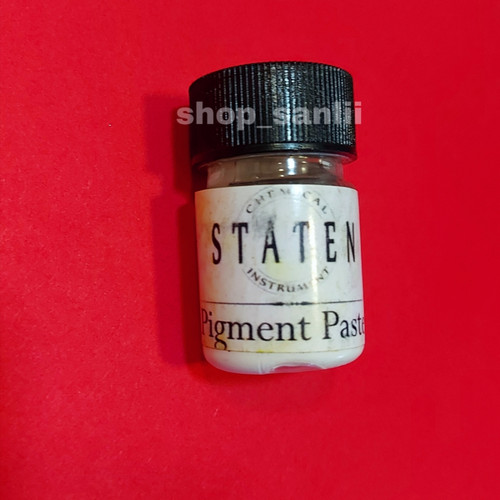 shop_sanlii
CHEMICAL
STATEN
INSTRUMENT
Pigment Paste